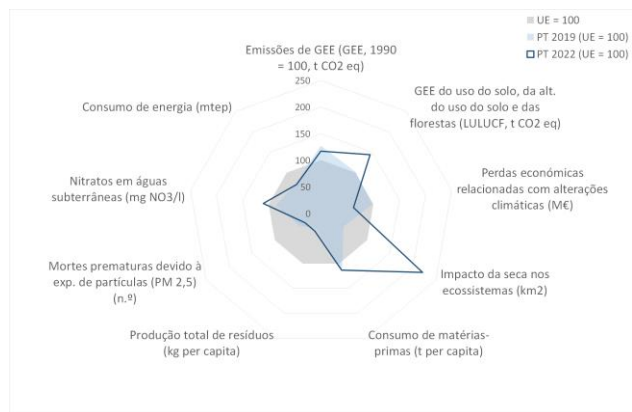 UE = 100
PT 2019 (UE = 100)
PT 2022 (UE = 100)
Emissões de GEE (GEE, 1990
= 100, t CO2 eq)
250
200
150
100
50
0
GEE do uso do solo, da alt.
do uso do solo e das
florestas (LULUCF, t CO2 eq)
Perdas económicas
relacionadas com alterações
climáticas (M€)
Impacto da seca nos
ecossistemas (km2)
Consumo de matérias-
primas (t per capita)
Produção total de resíduos
(kg per capita)
Mortes prematuras devido à
exp. de partículas (PM 2,5)
(n.º)
Nitratos em águas
subterrâneas (mg NO3/l)
Consumo de energia (mtep)